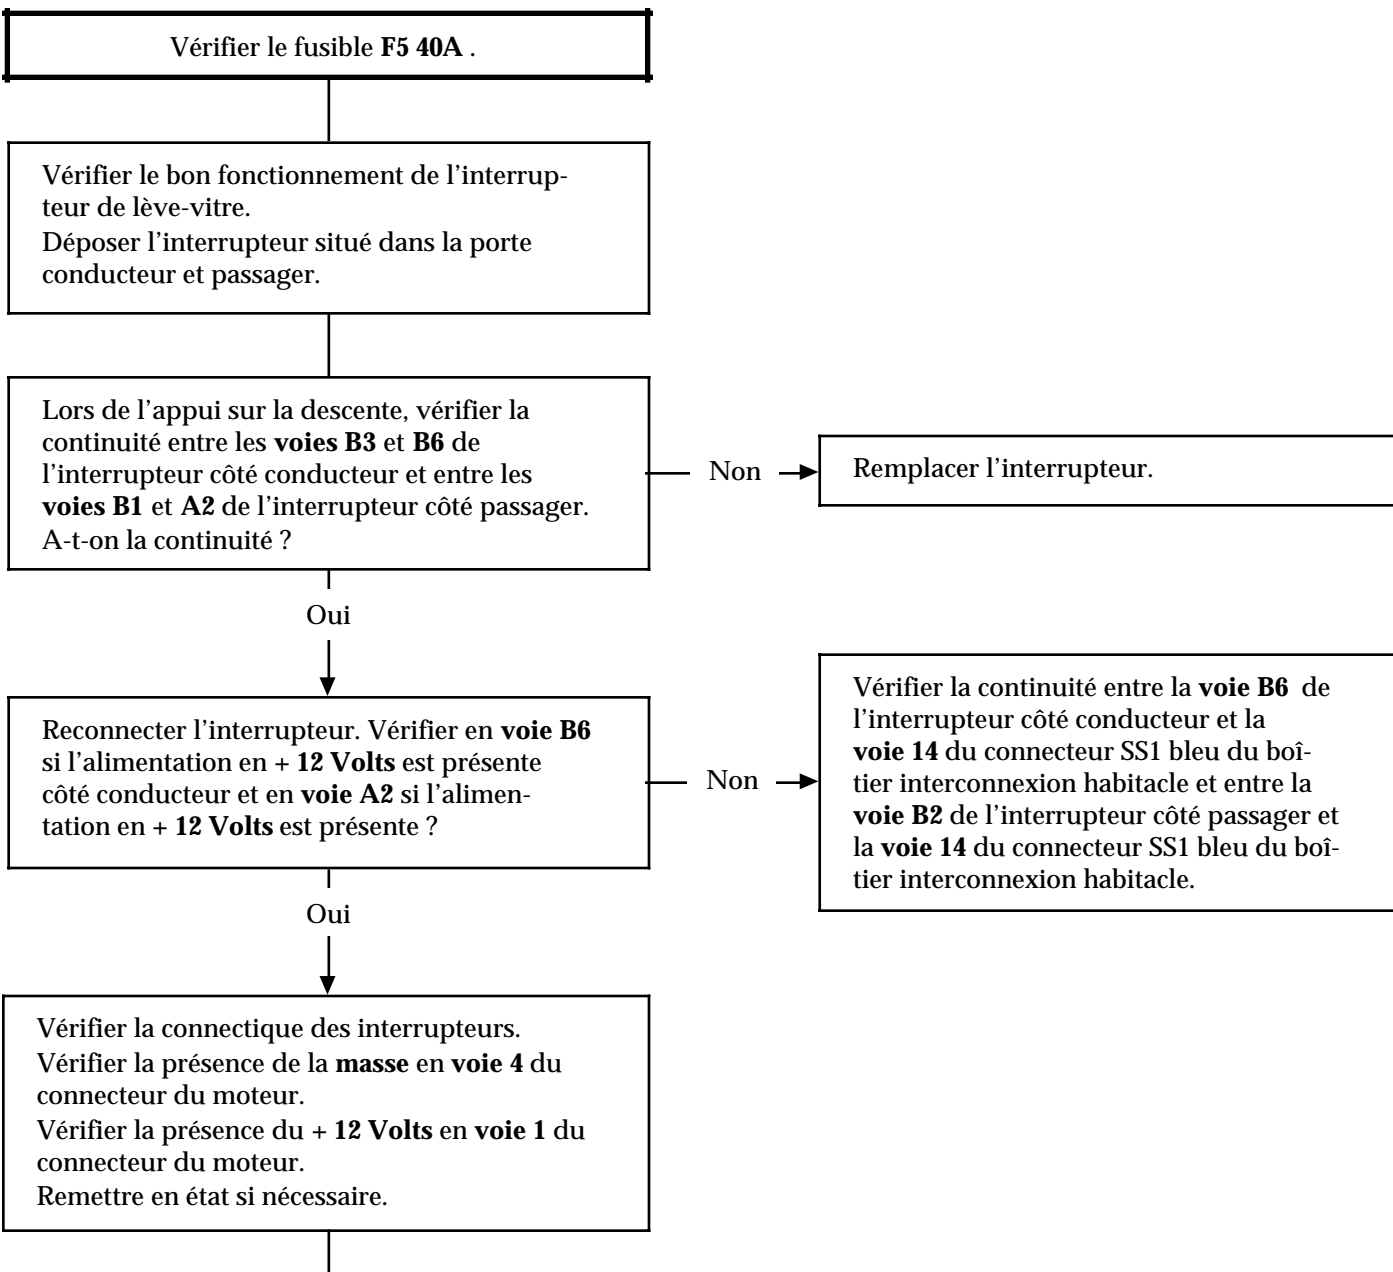 Vérifier le fusible F5 40A .
Vérifier le bon fonctionnement de l’interrup-
teur de lève-vitre.
Déposer l’interrupteur situé dans la porte
conducteur et passager.
Lors de l’appui sur la descente, vérifier la
continuité entre les voies B3 et B6 de
l’interrupteur côté conducteur et entre les
voies B1 et A2 de l’interrupteur côté passager.
A-t-on la continuité ?
Non
Remplacer l’interrupteur.
Oui
Reconnecter l’interrupteur. Vérifier en voie B6
si l’alimentation en + 12 Volts est présente
côté conducteur et en voie A2 si l’alimen-
tation en + 12 Volts est présente ?
Non
Vérifier la continuité entre la voie B6 de
l’interrupteur côté conducteur et la
voie 14 du connecteur SS1 bleu du boî-
tier interconnexion habitacle et entre la
voie B2 de l’interrupteur côté passager et
la voie 14 du connecteur SS1 bleu du boî-
tier interconnexion habitacle.
Oui
Vérifier la connectique des interrupteurs.
Vérifier la présence de la masse en voie 4 du
connecteur du moteur.
Vérifier la présence du + 12 Volts en voie 1 du
connecteur du moteur.
Remettre en état si nécessaire.